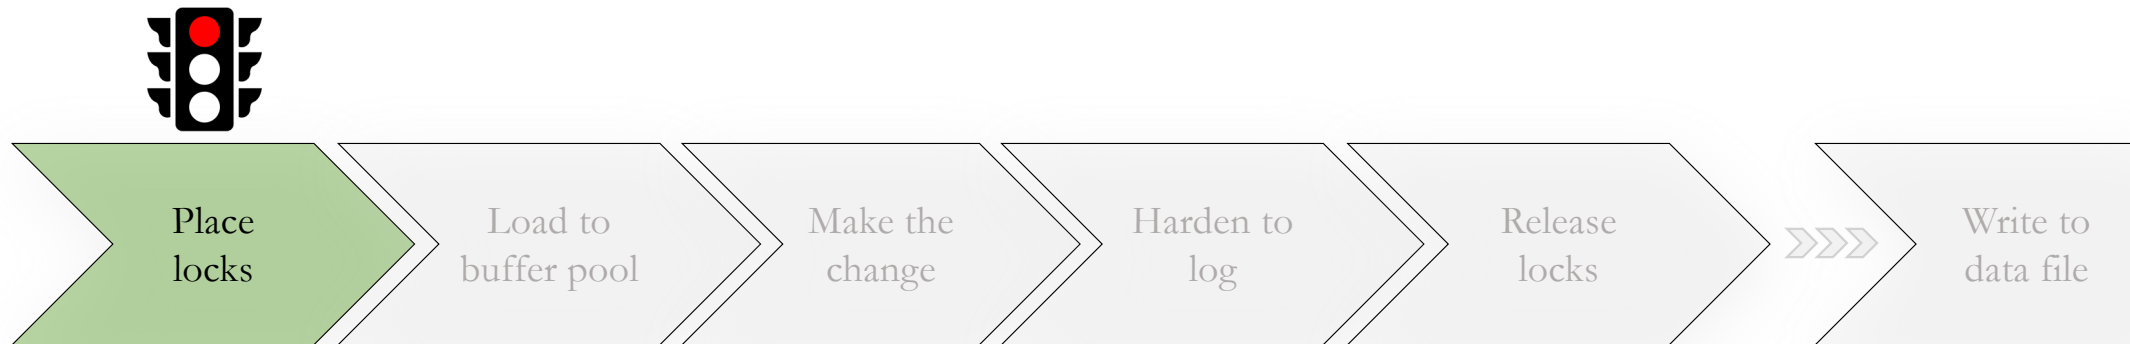 Place
locks
Load to
buffer pool
Make the
change
Harden to
log
Release
locks
Write to
data file